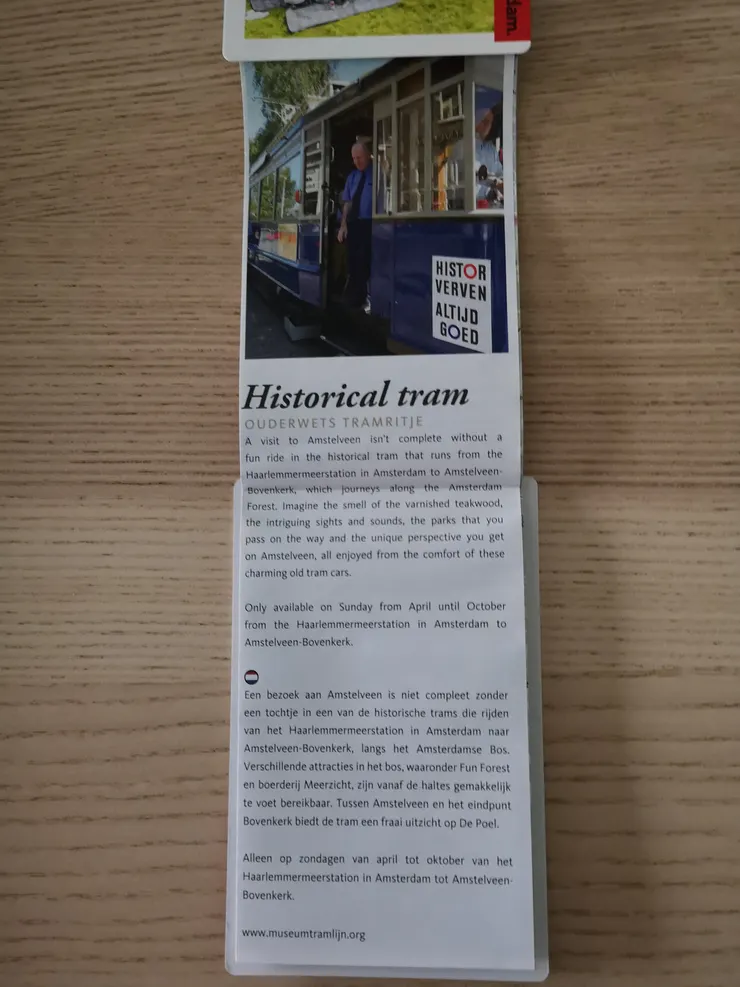 dam.
HISTOR
VERVEN
ALTIJD
GOED
Historical tram
OUDERWETS TRAMRITJE
A visit to Amstelveen isn't complete without a
fun ride in the historical tram that runs from the
Haarlemmermeerstation in Amsterdam to Amstelveen-
Bovenkerk, which journeys along the Amsterdam
Forest. Imagine the smell of the varnished teakwood,
the intriguing sights and sounds, the parks that you
pass on the way and the unique perspective you get
on Amstelveen, all enjoyed from the comfort of these
charming old tram cars.
Only available on Sunday from April until October
from the Haarlemmermeerstation in Amsterdam to
Amstelveen-Bovenkerk.
Een bezoek aan Amstelveen is niet compleet zonder
een tochtje in een van de historische trams die rijden
van het Haarlemmermeerstation in Amsterdam naar
Amstelveen-Bovenkerk, langs het Amsterdamse Bos.
Verschillende attracties in het bos, waaronder Fun Forest
en boerderij Meerzicht, zijn vanaf de haltes gemakkelijk
te voet bereikbaar. Tussen Amstelveen en het eindpunt
Bovenkerk biedt de tram een fraai uitzicht op De Poel.
Alleen op zondagen van april tot oktober van het
Haarlemmermeerstation in Amsterdam tot Amstelveen-
Bovenkerk.
www.museumtramlijn.org